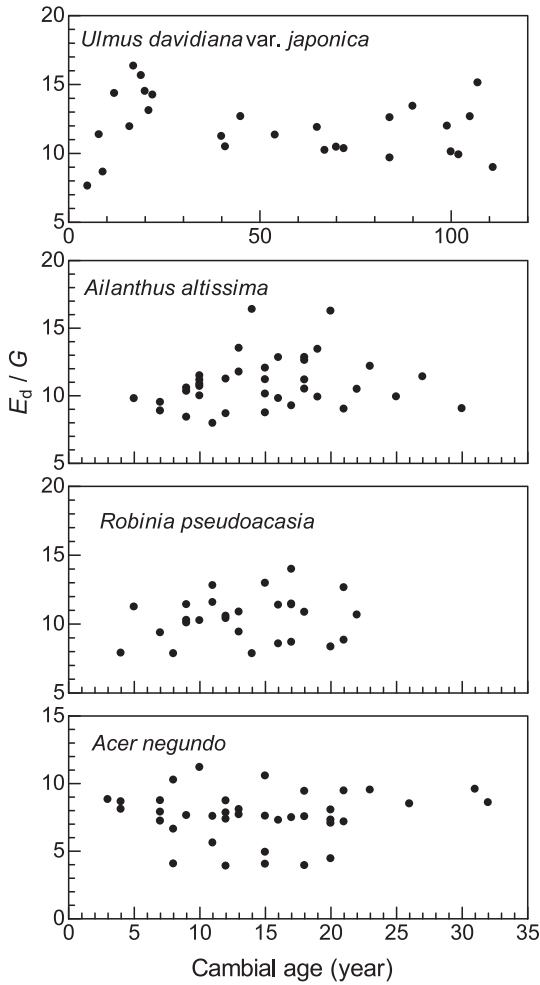 20
Ulmus davidiana var. japonica
15
10
5
0 50 100
20
Ailanthus altissima
15
10
5
E_d / G
20
Robinia pseudoacasia
15
10
5
15
Acer negundo
10
5
0
0 5 10 15 20 25 30 35
Cambial age (year)